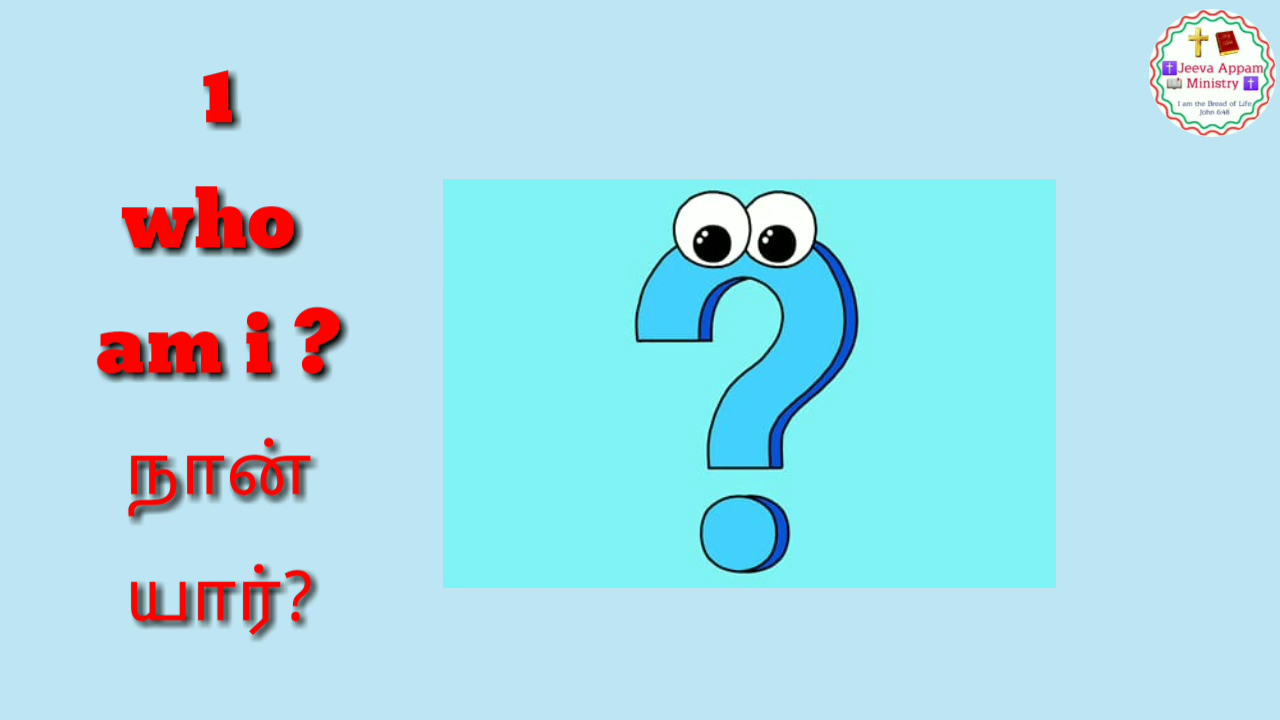 1
who
am i ?
நான்
யார்?
Jeeva Appam
Ministry
I am the Bread of Life
John 6:48